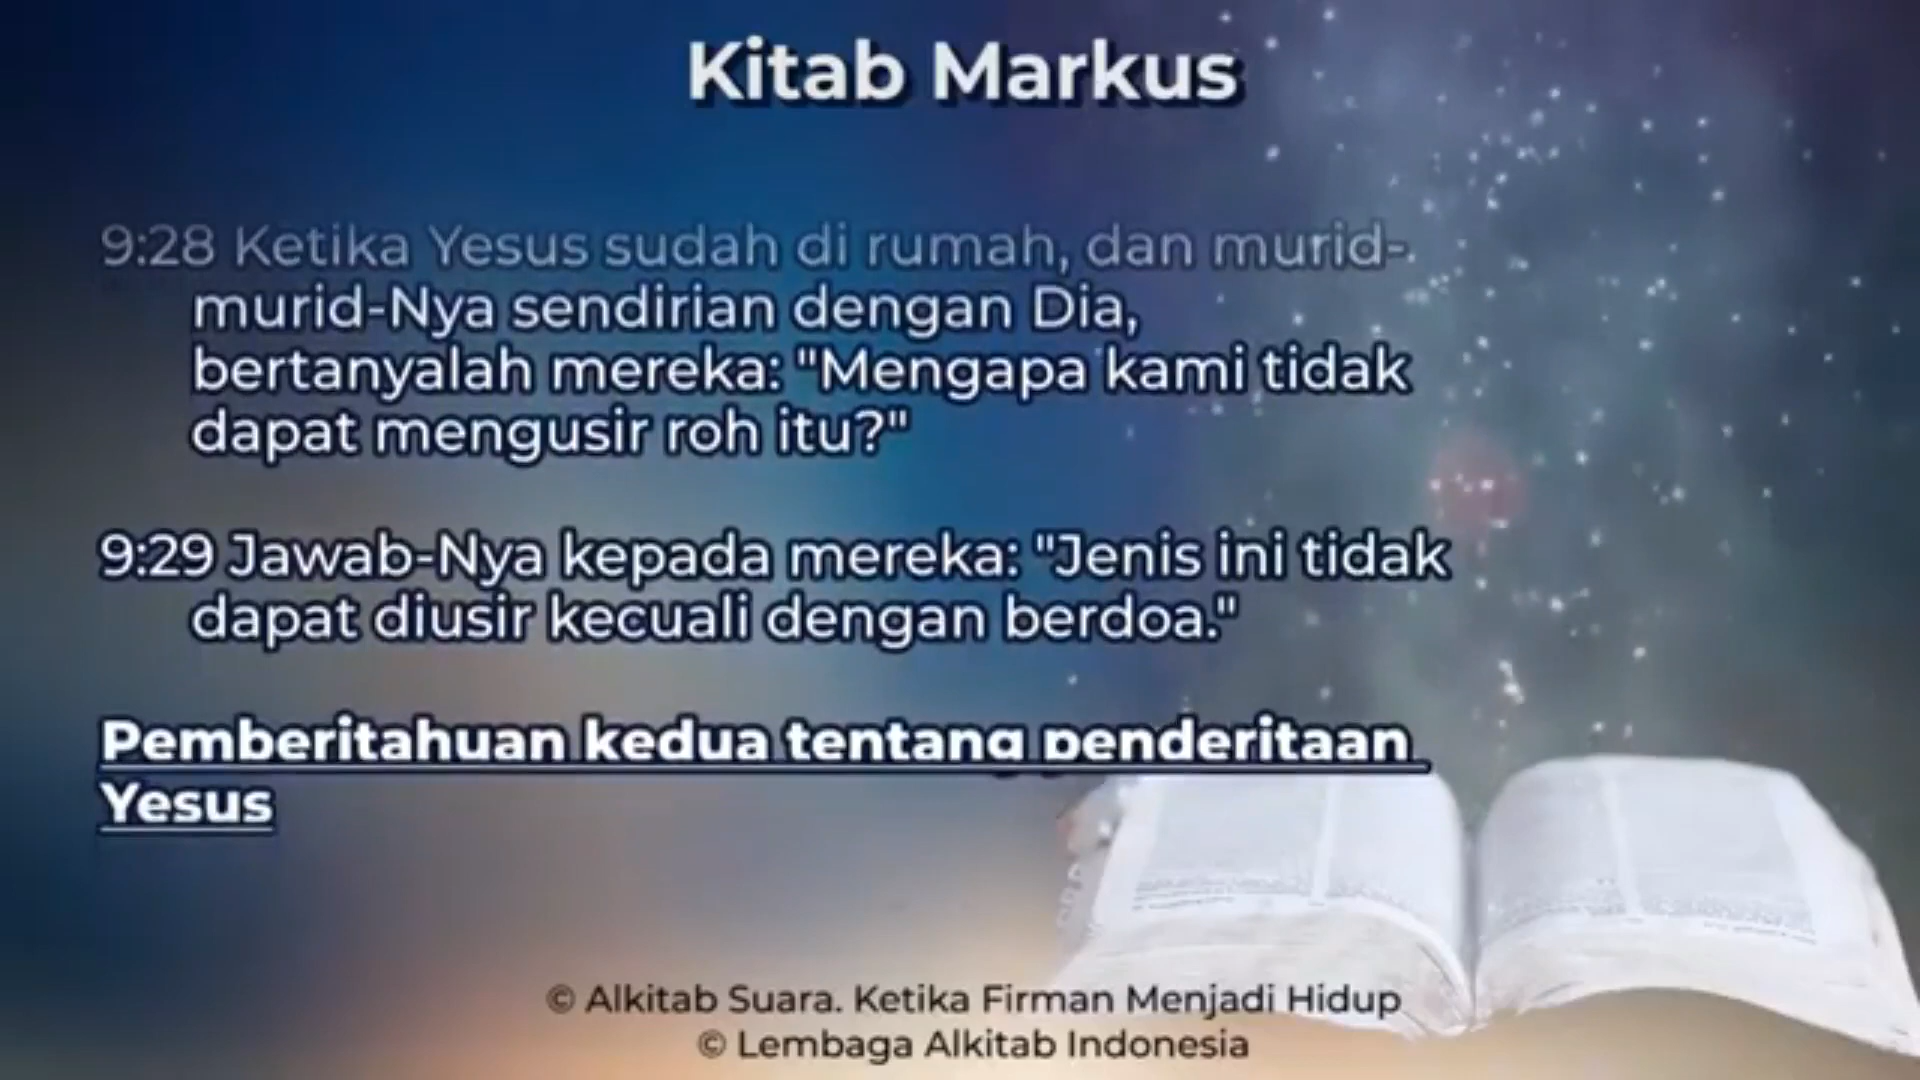 Kitab Markus
9:28 Ketika Yesus sudah di rumah, dan murid-
murid-Nya sendirian dengan Dia,
bertanyalah mereka: "Mengapa kami tidak
dapat mengusir roh itu?"
9:29 Jawab-Nya kepada mereka: "Jenis ini tidak
dapat diusir kecuali dengan berdoa."
Pemberitahuan kedua tentang penderitaan
Yesus
© Alkitab Suara. Ketika Firman Menjadi Hidup
© Lembaga Alkitab Indonesia